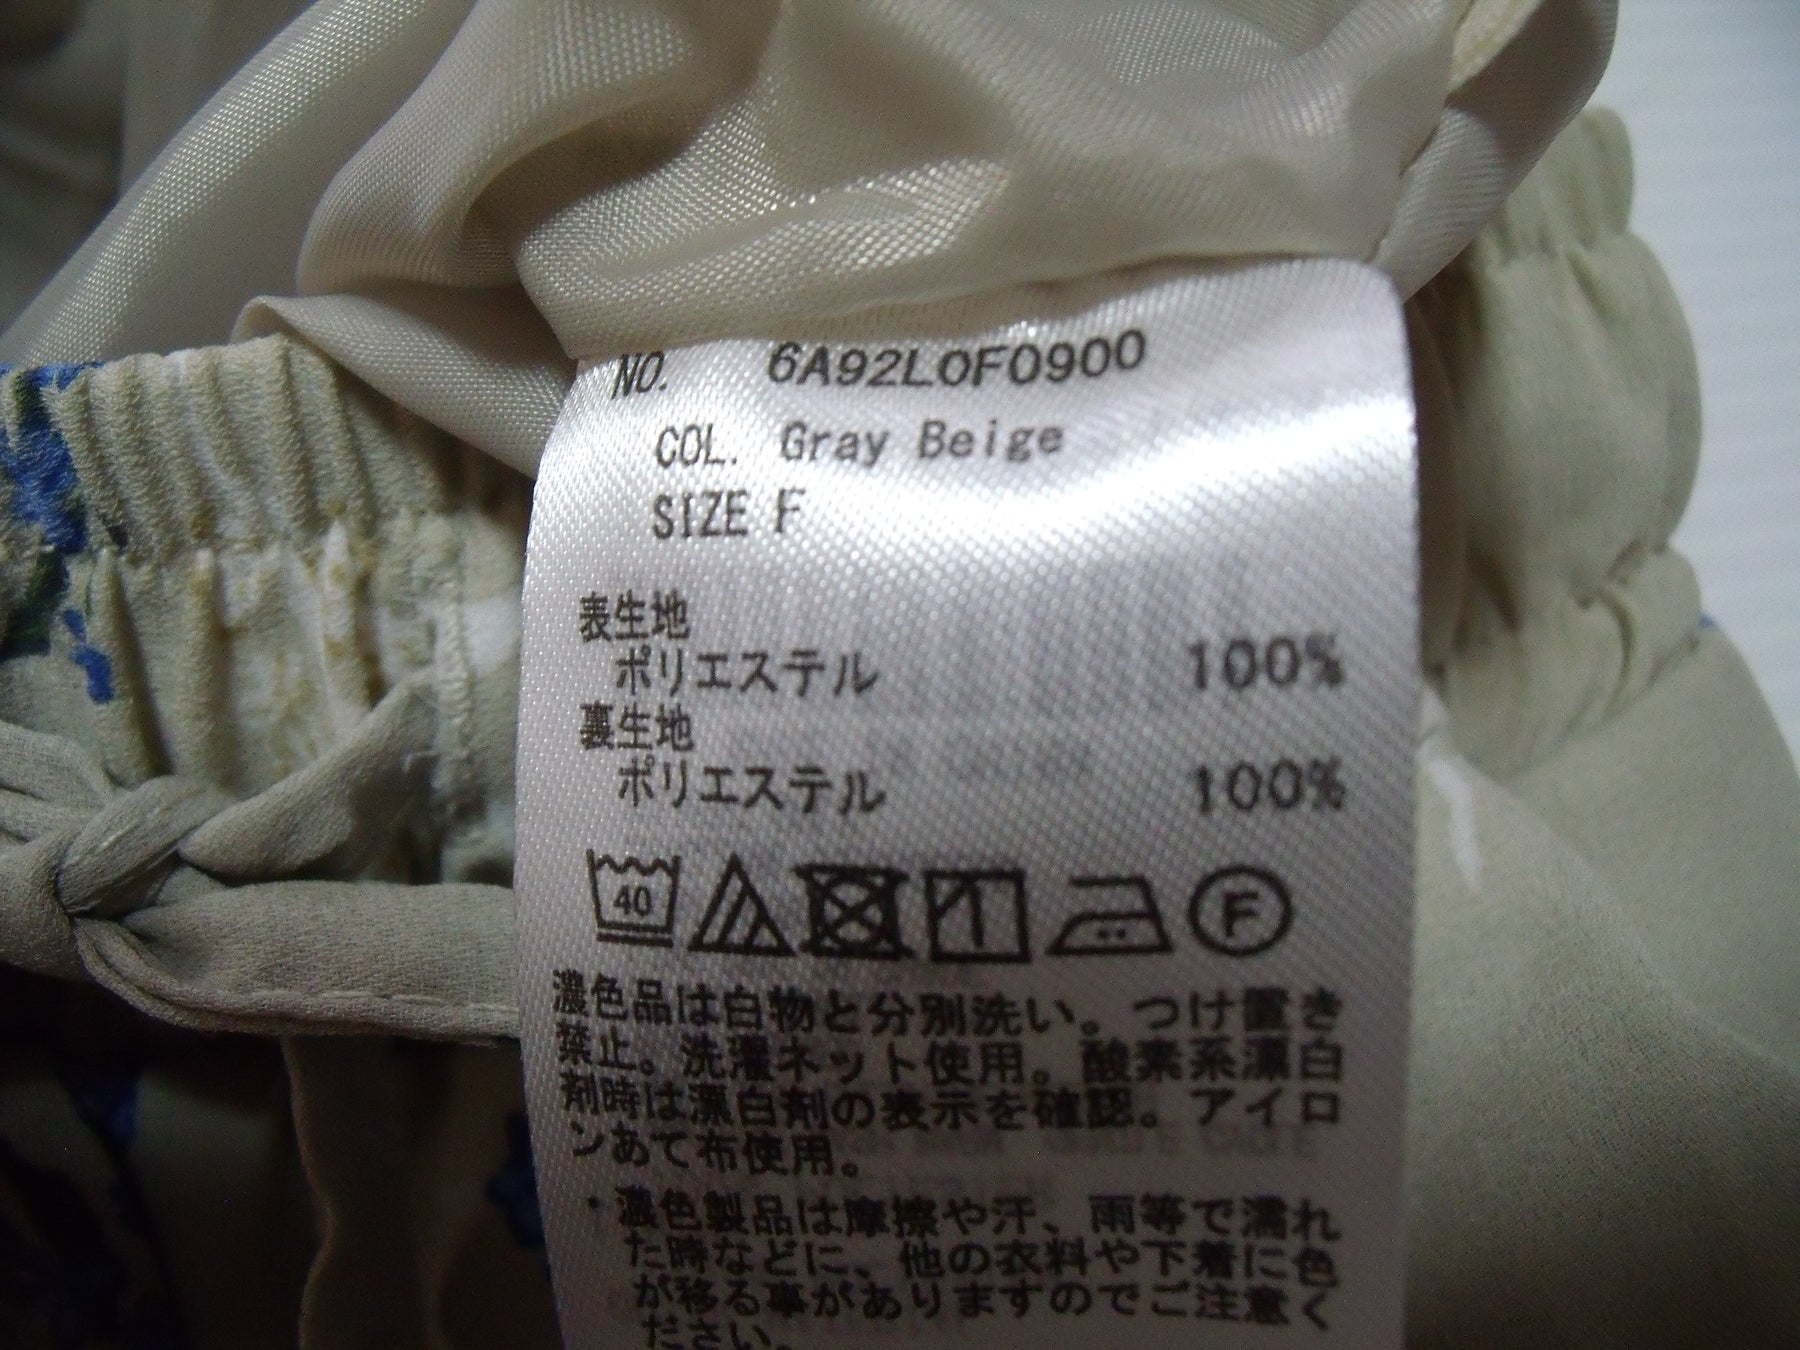 NO. 6A92L0F0900
COL. Gray Beige
SIZE F
表生地
ポリエステル 100%
裏生地
ポリエステル 100%
40
F
濃色品は白物と分別洗い。つけ置き
禁止。洗濯ネット使用。酸素系漂白
剤時は漂白剤の表示を確認。アイロ
ンあて布使用。
・濃色製品は摩擦や汗、雨等で濡れ
た時などに、他の衣料や下着に色
が移る事がありますのでご注意く
ださい。